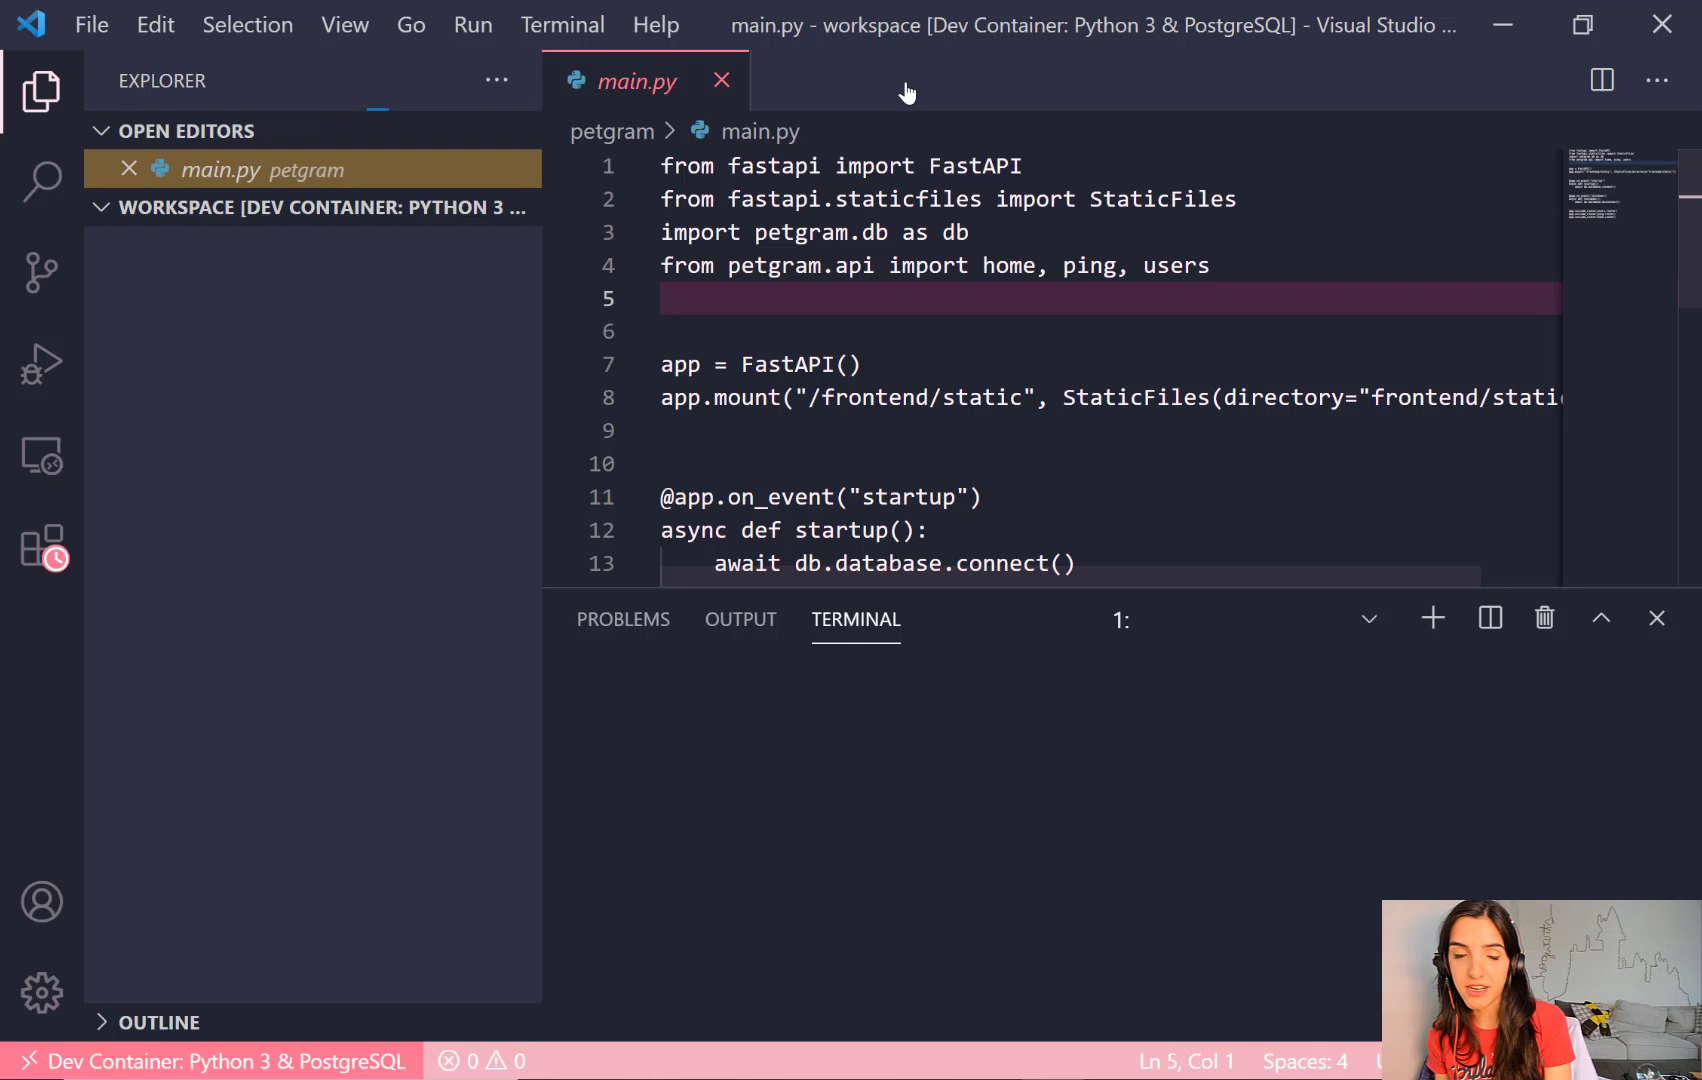 File Edit Selection View Go Run Terminal Help main.py - workspace [Dev Container: Python 3 & PostgreSQL] - Visual Studio ...
EXPLORER
OPEN EDITORS
main.py petgram
WORKSPACE [DEV CONTAINER: PYTHON 3 ...
OUTLINE
main.py
petgram > main.py
1 from fastapi import FastAPI
2 from fastapi.staticfiles import StaticFiles
3 import petgram.db as db
4 from petgram.api import home, ping, users
5
6
7 app = FastAPI()
8 app.mount("/frontend/static", StaticFiles(directory="frontend/static
9
10
11 @app.on_event("startup")
12 async def startup():
13 await db.database.connect()
PROBLEMS OUTPUT TERMINAL 1:
Dev Container: Python 3 & PostgreSQL 0 0 Ln 5, Col 1 Spaces: 4